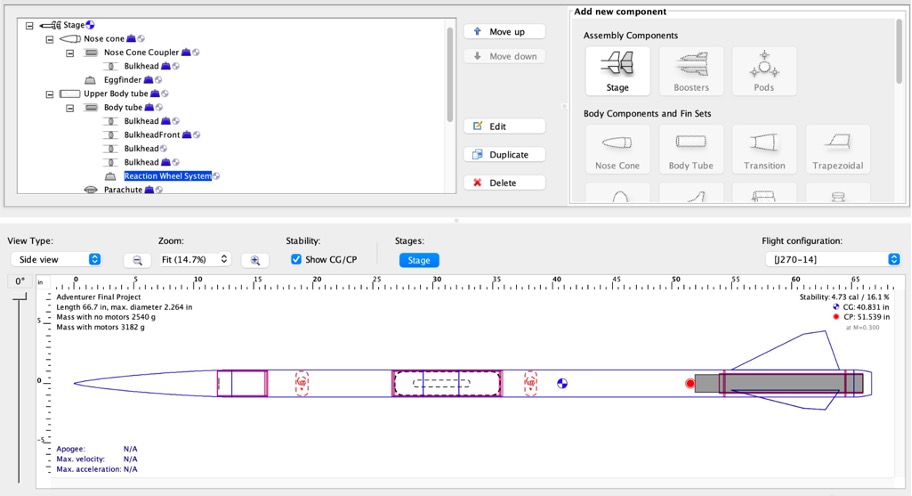 Stage
Nose cone
Nose Cone Coupler
Bulkhead
Eggfinder
Upper Body tube
Body tube
Bulkhead
BulkheadFront
Bulkhead
Bulkhead
Reaction Wheel System
Parachute
Move up
Move down
Edit
Duplicate
Delete
Add new component
Assembly Components
Stage Boosters Pods
Body Components and Fin Sets
Nose Cone Body Tube Transition Trapezoidal
View Type: Zoom: Stability: Stages: Flight configuration:
Side view Fit (14.7%) Show CG/CP Stage [J270-14]
0° in 0 5 10 15 20 25 30 35 40 45 50 55 60 65
Adventurer Final Project Stability: 4.73 cal / 16.1 %
Length 66.7 in, max. diameter 2.264 in CG: 40.831 in
Mass with no motors 2540 g CP: 51.539 in
Mass with motors 3182 g at M=0.300
5
0
-5
Apogee: N/A
Max. velocity: N/A
Max. acceleration: N/A